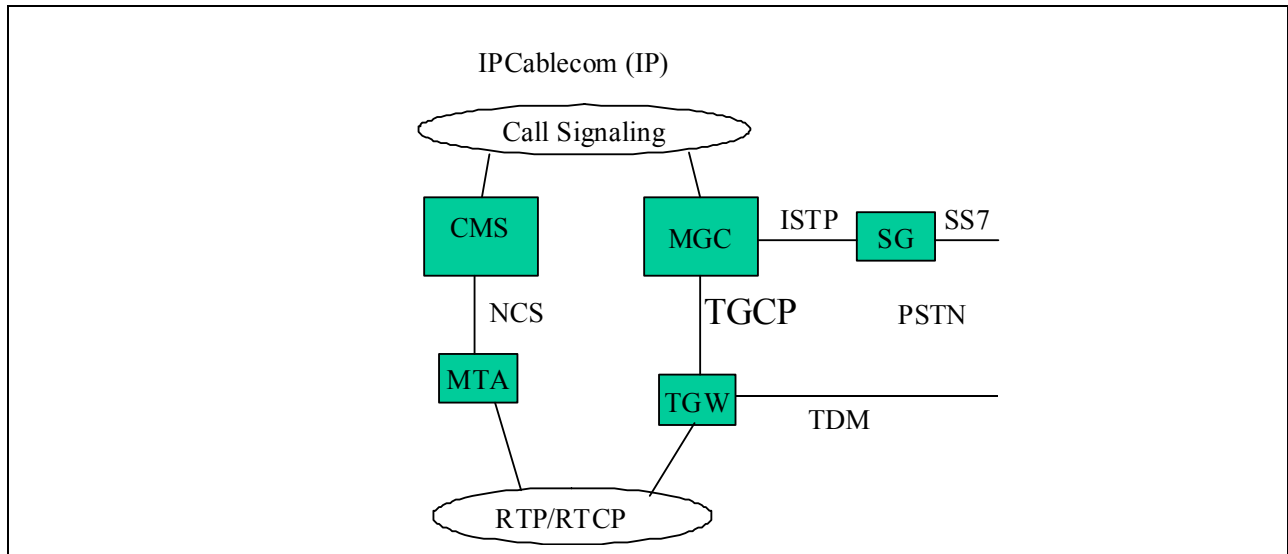 IPCablecom (IP)
Call Signaling
CMS
MGC
ISTP
SG
SS7
NCS
TGCP
PSTN
MTA
TGW
TDM
RTP/RTCP